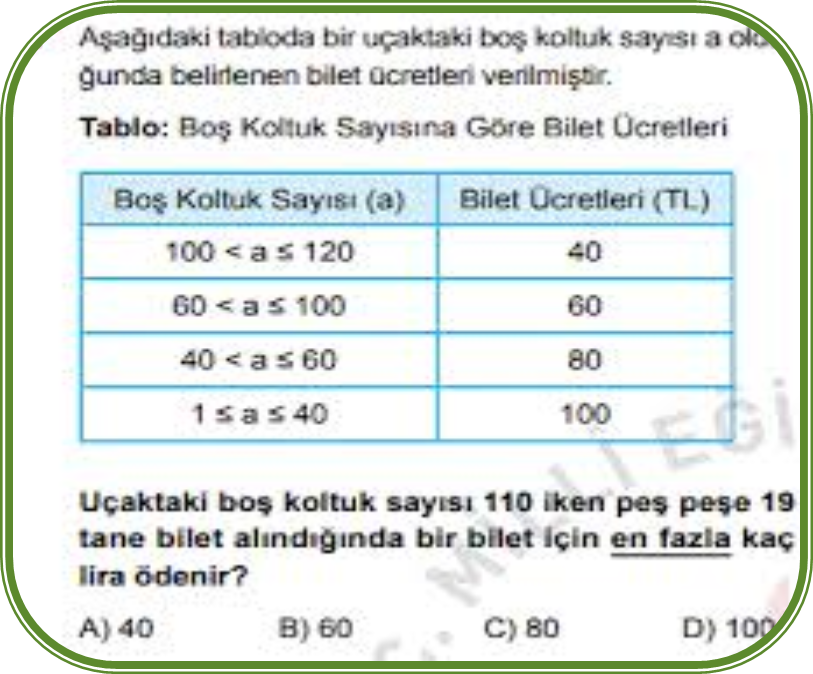 Aşağıdaki tabloda bir uçaktaki boş koltuk sayısı a
ğunda belirlenen bilet ücretleri verilmiştir.
Tablo: Boş Koltuk Sayısına Göre Bilet Ücretleri
Boş Koltuk Sayısı (a) Bilet Ücretleri (TL)
100 < a ≤ 120 40
60 < a ≤ 100 60
40 < a ≤ 60 80
1 ≤ a ≤ 40 100
Uçaktaki boş koltuk sayısı 110 iken peş peşe 19
tane bilet alındığında bir bilet için en fazla kaç
lira ödenir?
A) 40 B) 60 C) 80 D) 100